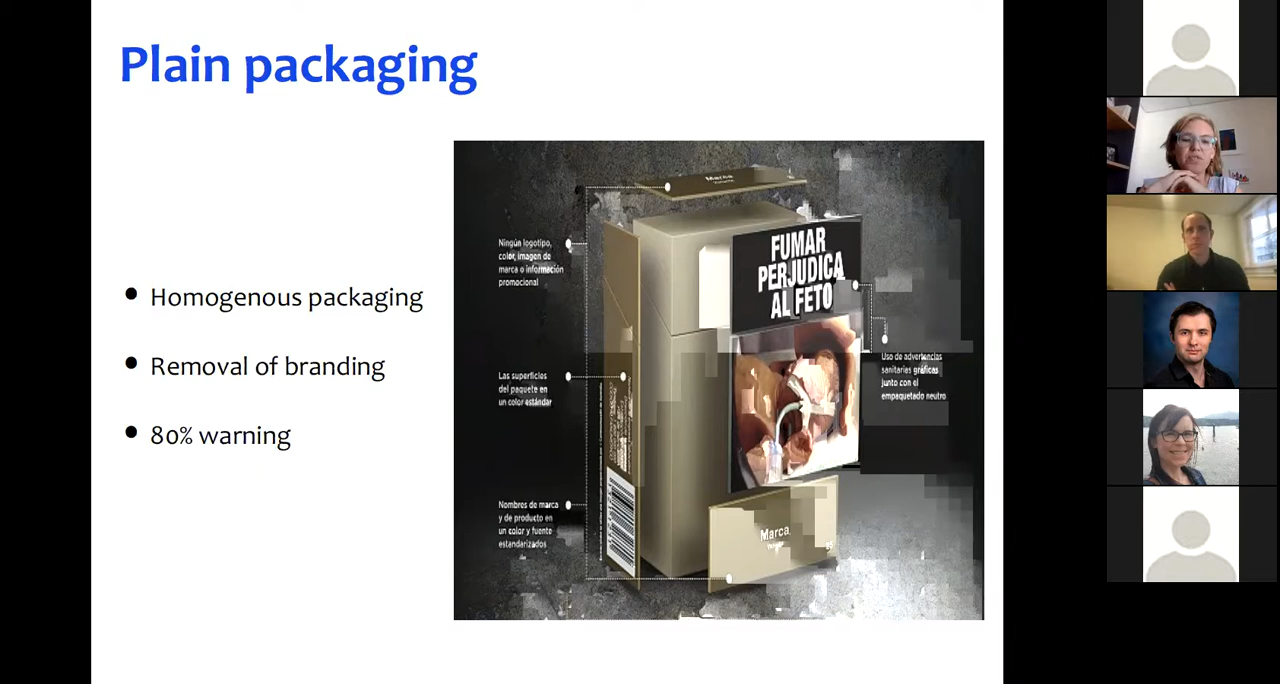 Plain packaging
• Homogenous packaging
• Removal of branding
• 80% warning
Marca
Ningún logotipo,
color, imagen de
marca o información
promocional
FUMAR
PERJUDICA
AL FETO
Uso de advertencias
sanitarias gráficas
junto con el
empaquetado neutro
Las superficies
del paquete en
un color estándar
Nombres de marca
y de producto en
un color y fuente
estandarizados
Marca